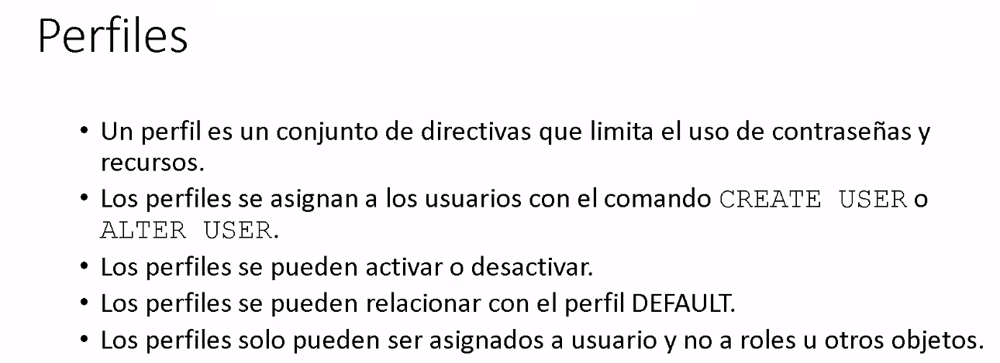 Perfiles
• Un perfil es un conjunto de directivas que limita el uso de contraseñas y
recursos.
• Los perfiles se asignan a los usuarios con el comando CREATE USER o
ALTER USER.
• Los perfiles se pueden activar o desactivar.
• Los perfiles se pueden relacionar con el perfil DEFAULT.
• Los perfiles solo pueden ser asignados a usuario y no a roles u otros objetos.